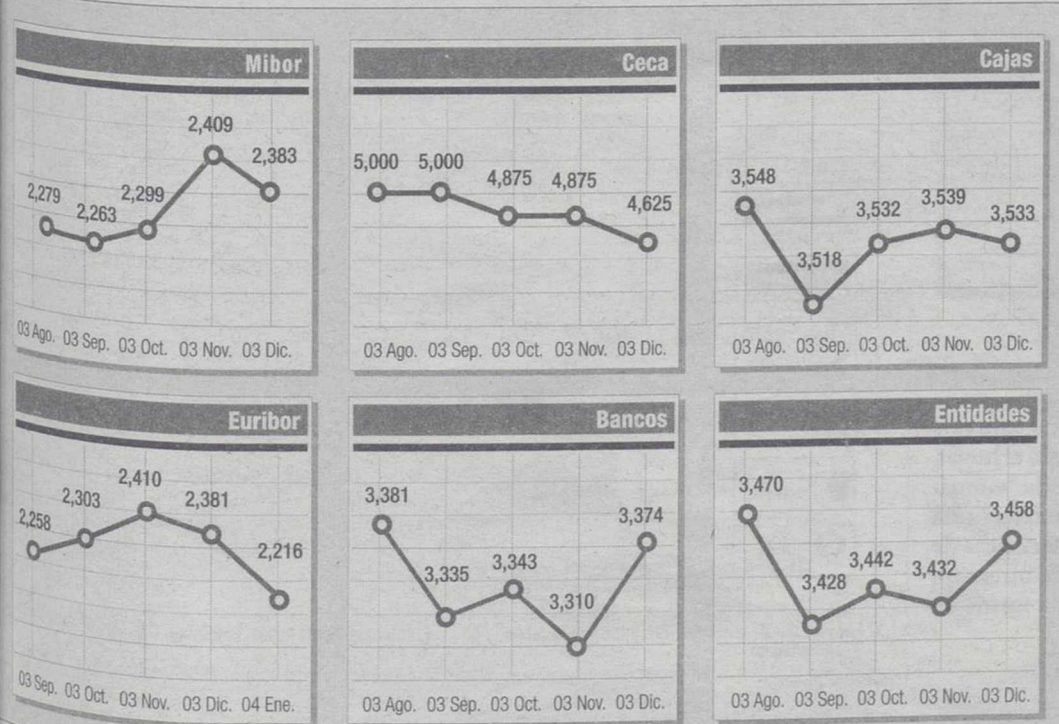 Mibor
2,409
2,383
2,279
2,263
2,299
03 Ago. 03 Sep. 03 Oct. 03 Nov. 03 Dic.
Ceca
5,000 5,000
4,875 4,875
4,625
03 Ago. 03 Sep. 03 Oct. 03 Nov. 03 Dic.
Cajas
3,548
3,539
3,532
3,533
3,518
03 Ago. 03 Sep. 03 Oct. 03 Nov. 03 Dic.
Euribor
2,410
2,303
2,381
2,258
2,216
03 Sep. 03 Oct. 03 Nov. 03 Dic. 04 Ene.
Bancos
3,381
3,374
3,335
3,343
3,310
03 Ago. 03 Sep. 03 Oct. 03 Nov. 03 Dic.
Entidades
3,470
3,458
3,428
3,442
3,432
03 Ago. 03 Sep. 03 Oct. 03 Nov. 03 Dic.